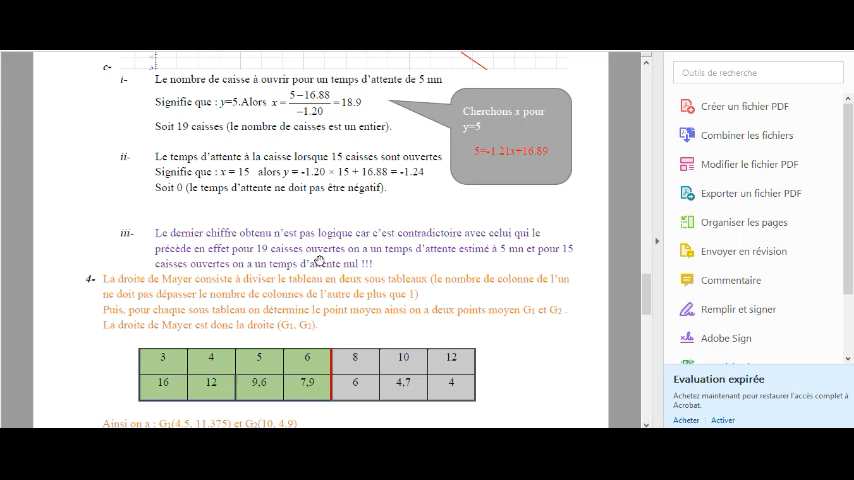 c-
i- Le nombre de caisse à ouvrir pour un temps d'attente de 5 mn
Signifie que : y=5.Alors x = (5−16.88)/(−1.20) = 18.9
Soit 19 caisses (le nombre de caisses est un entier).
Cherchons x pour
y=5
5=-1.21x+16.89
ii- Le temps d'attente à la caisse lorsque 15 caisses sont ouvertes
Signifie que : x = 15 alors y = -1.20 × 15 + 16.88 = -1.24
Soit 0 (le temps d'attente ne doit pas être négatif).
iii- Le dernier chiffre obtenu n'est pas logique car c'est contradictoire avec celui qui le
précède en effet pour 19 caisses ouvertes on a un temps d'attente estimé à 5 mn et pour 15
caisses ouvertes on a un temps d'attente nul !!!
4- La droite de Mayer consiste à diviser le tableau en deux sous tableaux (le nombre de colonne de l'un
ne doit pas dépasser le nombre de colonnes de l'autre de plus que 1)
Puis, pour chaque sous tableau on détermine le point moyen ainsi on a deux points moyen G1 et G2 .
La droite de Mayer est donc la droite (G1, G2).
3 4 5 6 8 10 12
16 12 9,6 7,9 6 4,7 4
Ainsi on a : G1(4.5, 11.375) et G2(10, 4.9)
Outils de recherche
Créer un fichier PDF
Combiner les fichiers
Modifier le fichier PDF
Exporter un fichier PDF
Organiser les pages
Envoyer en révision
Commentaire
Remplir et signer
Adobe Sign
Evaluation expirée
Achetez maintenant pour restaurer l'accès complet à
Acrobat.
Acheter Activer